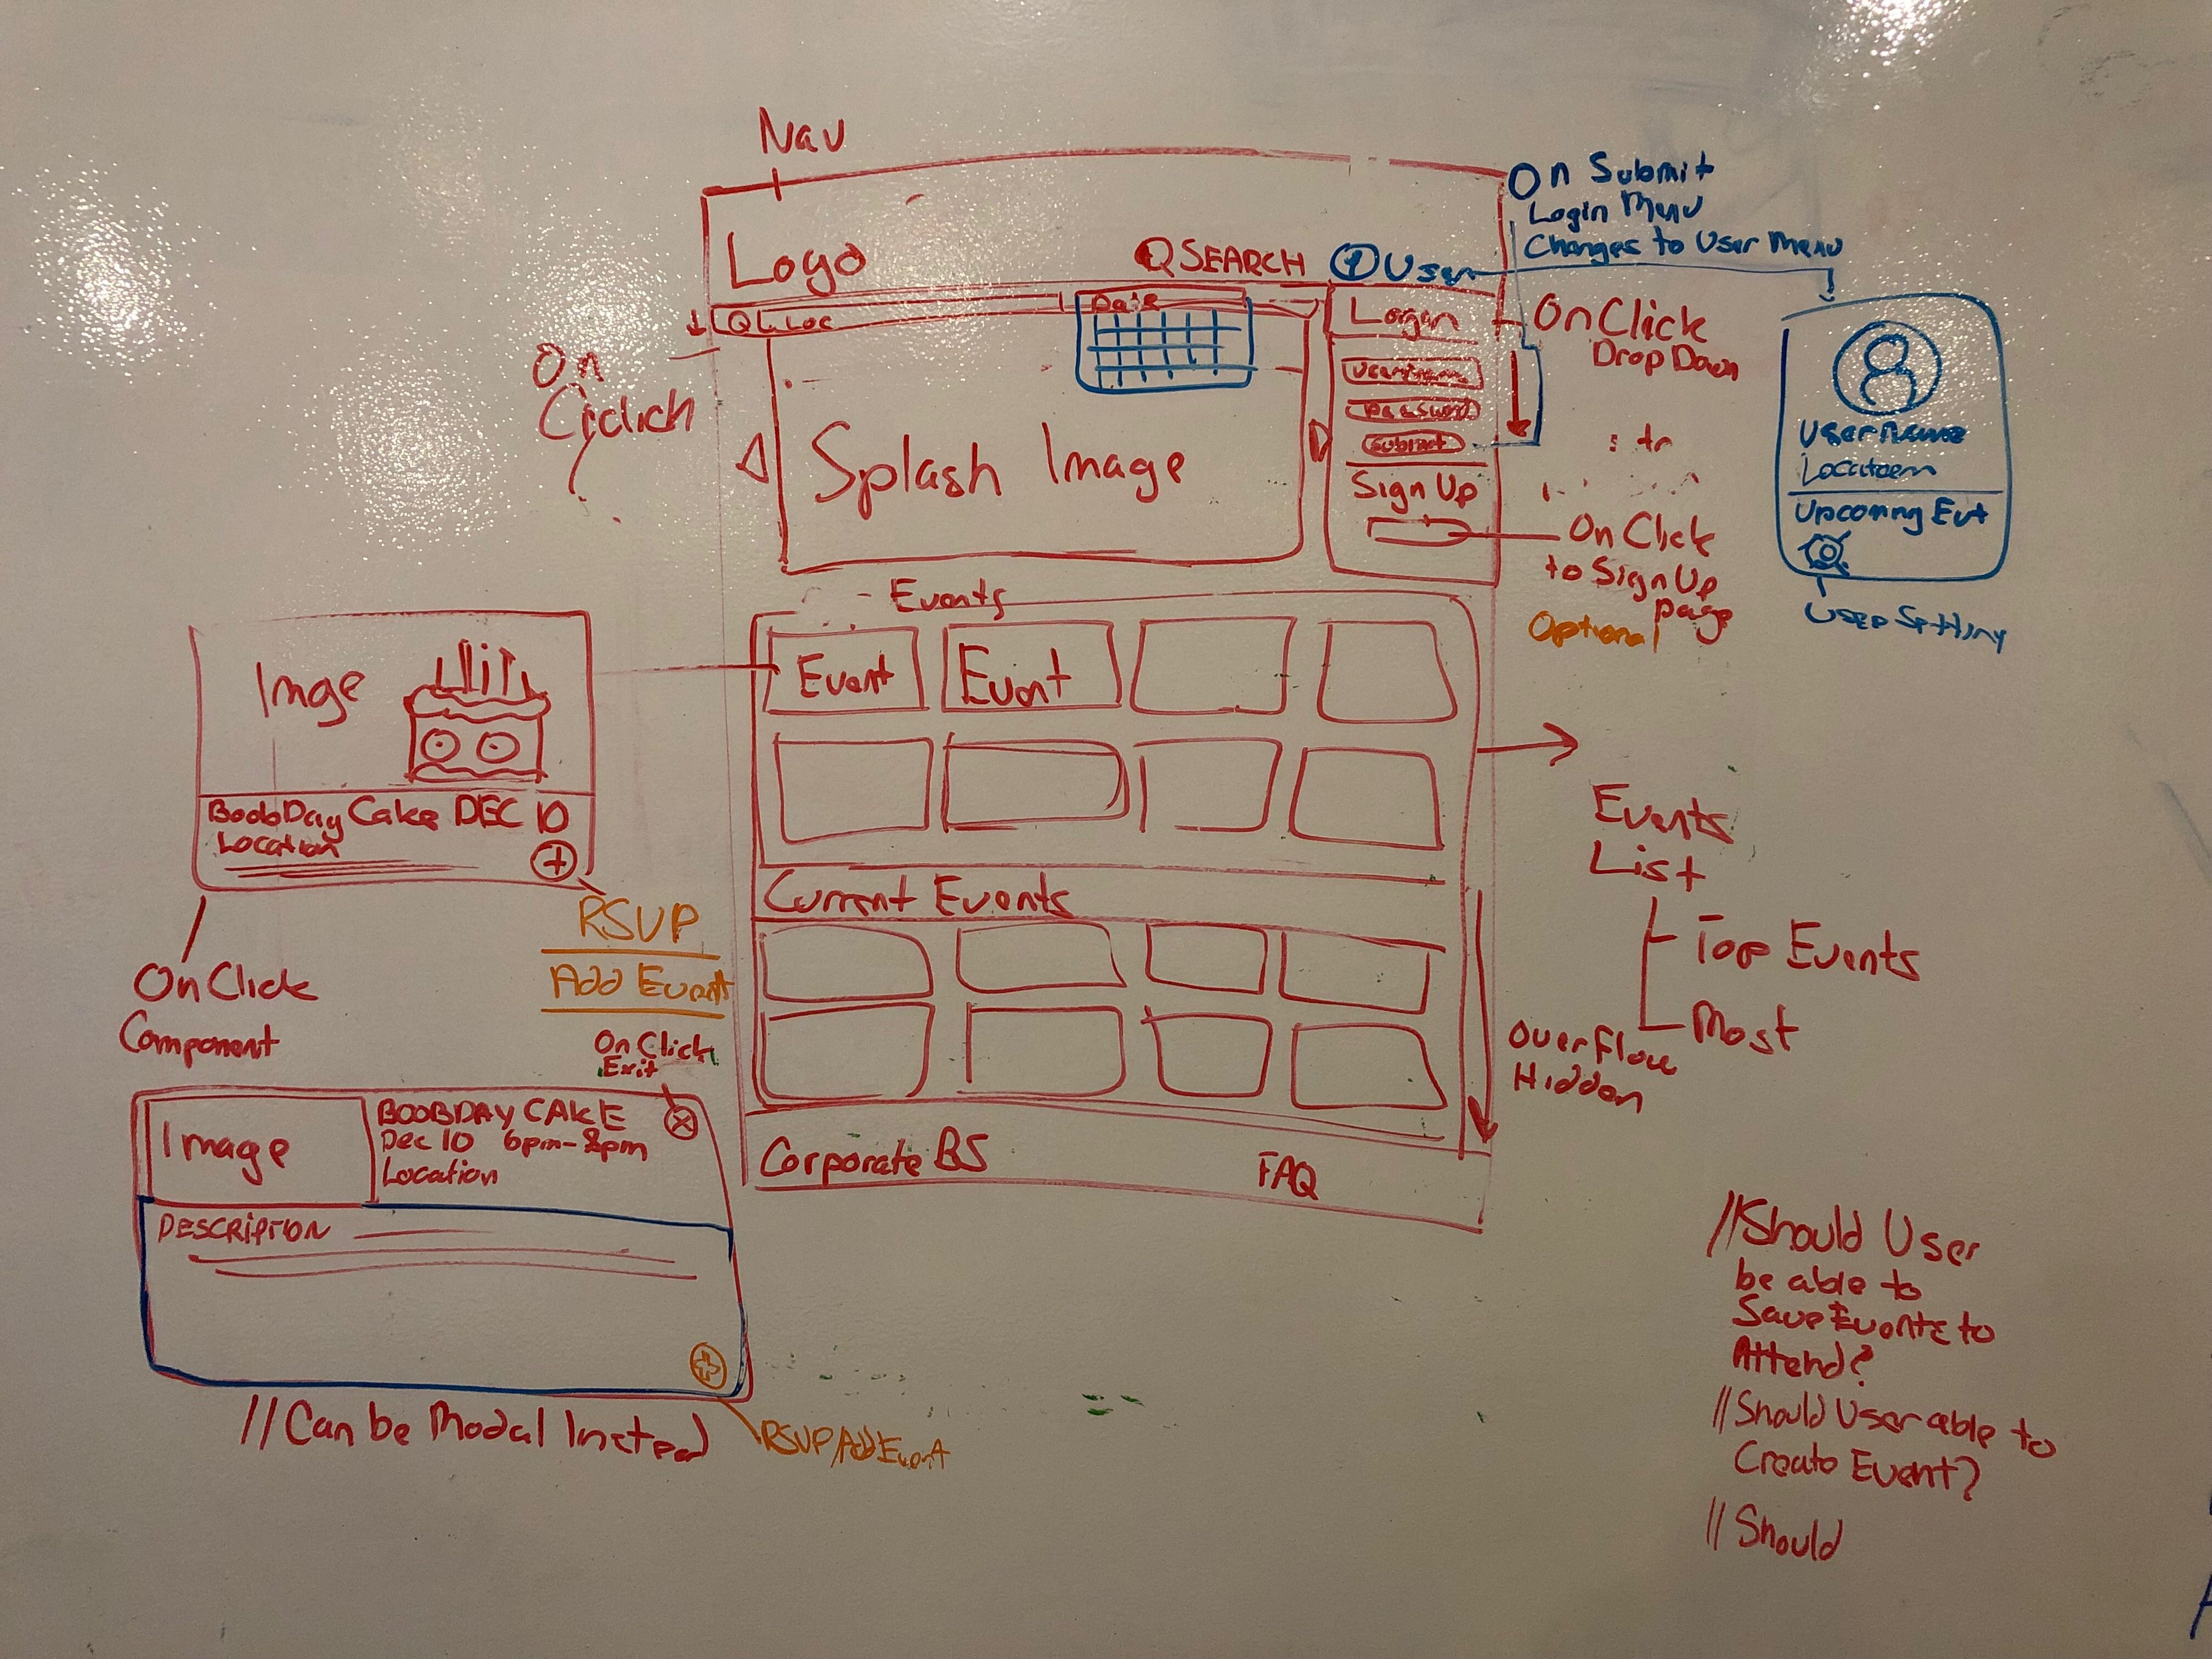 Nav
Logo
SEARCH
User
On Submit
Login Menu
Changes to User Menu
Loc
Date
Login
Username
Password
Submit
Sign Up
On Click
Drop Down
On Click
to Sign Up
page
Optional
UserName
Location
Upcoming Evt
User Setting
On
Splash Image
Events
Event
Event
Current Events
Corporate BS
FAQ
Events
List
Top Events
Most
Overflow
Hidden
Imge
BoobDay Cake DEC 10
Location
RSVP
Add Event
On Click
Component
On Click
Exit
Image
BOOBDAY CAKE
Dec 10 6pm-8pm
Location
DESCRIPTION
//Can be Modal Insted
RSVP/Add Event
//Should User
be able to
Save Events to
Attend?
//Should User able to
Create Event?
//Should